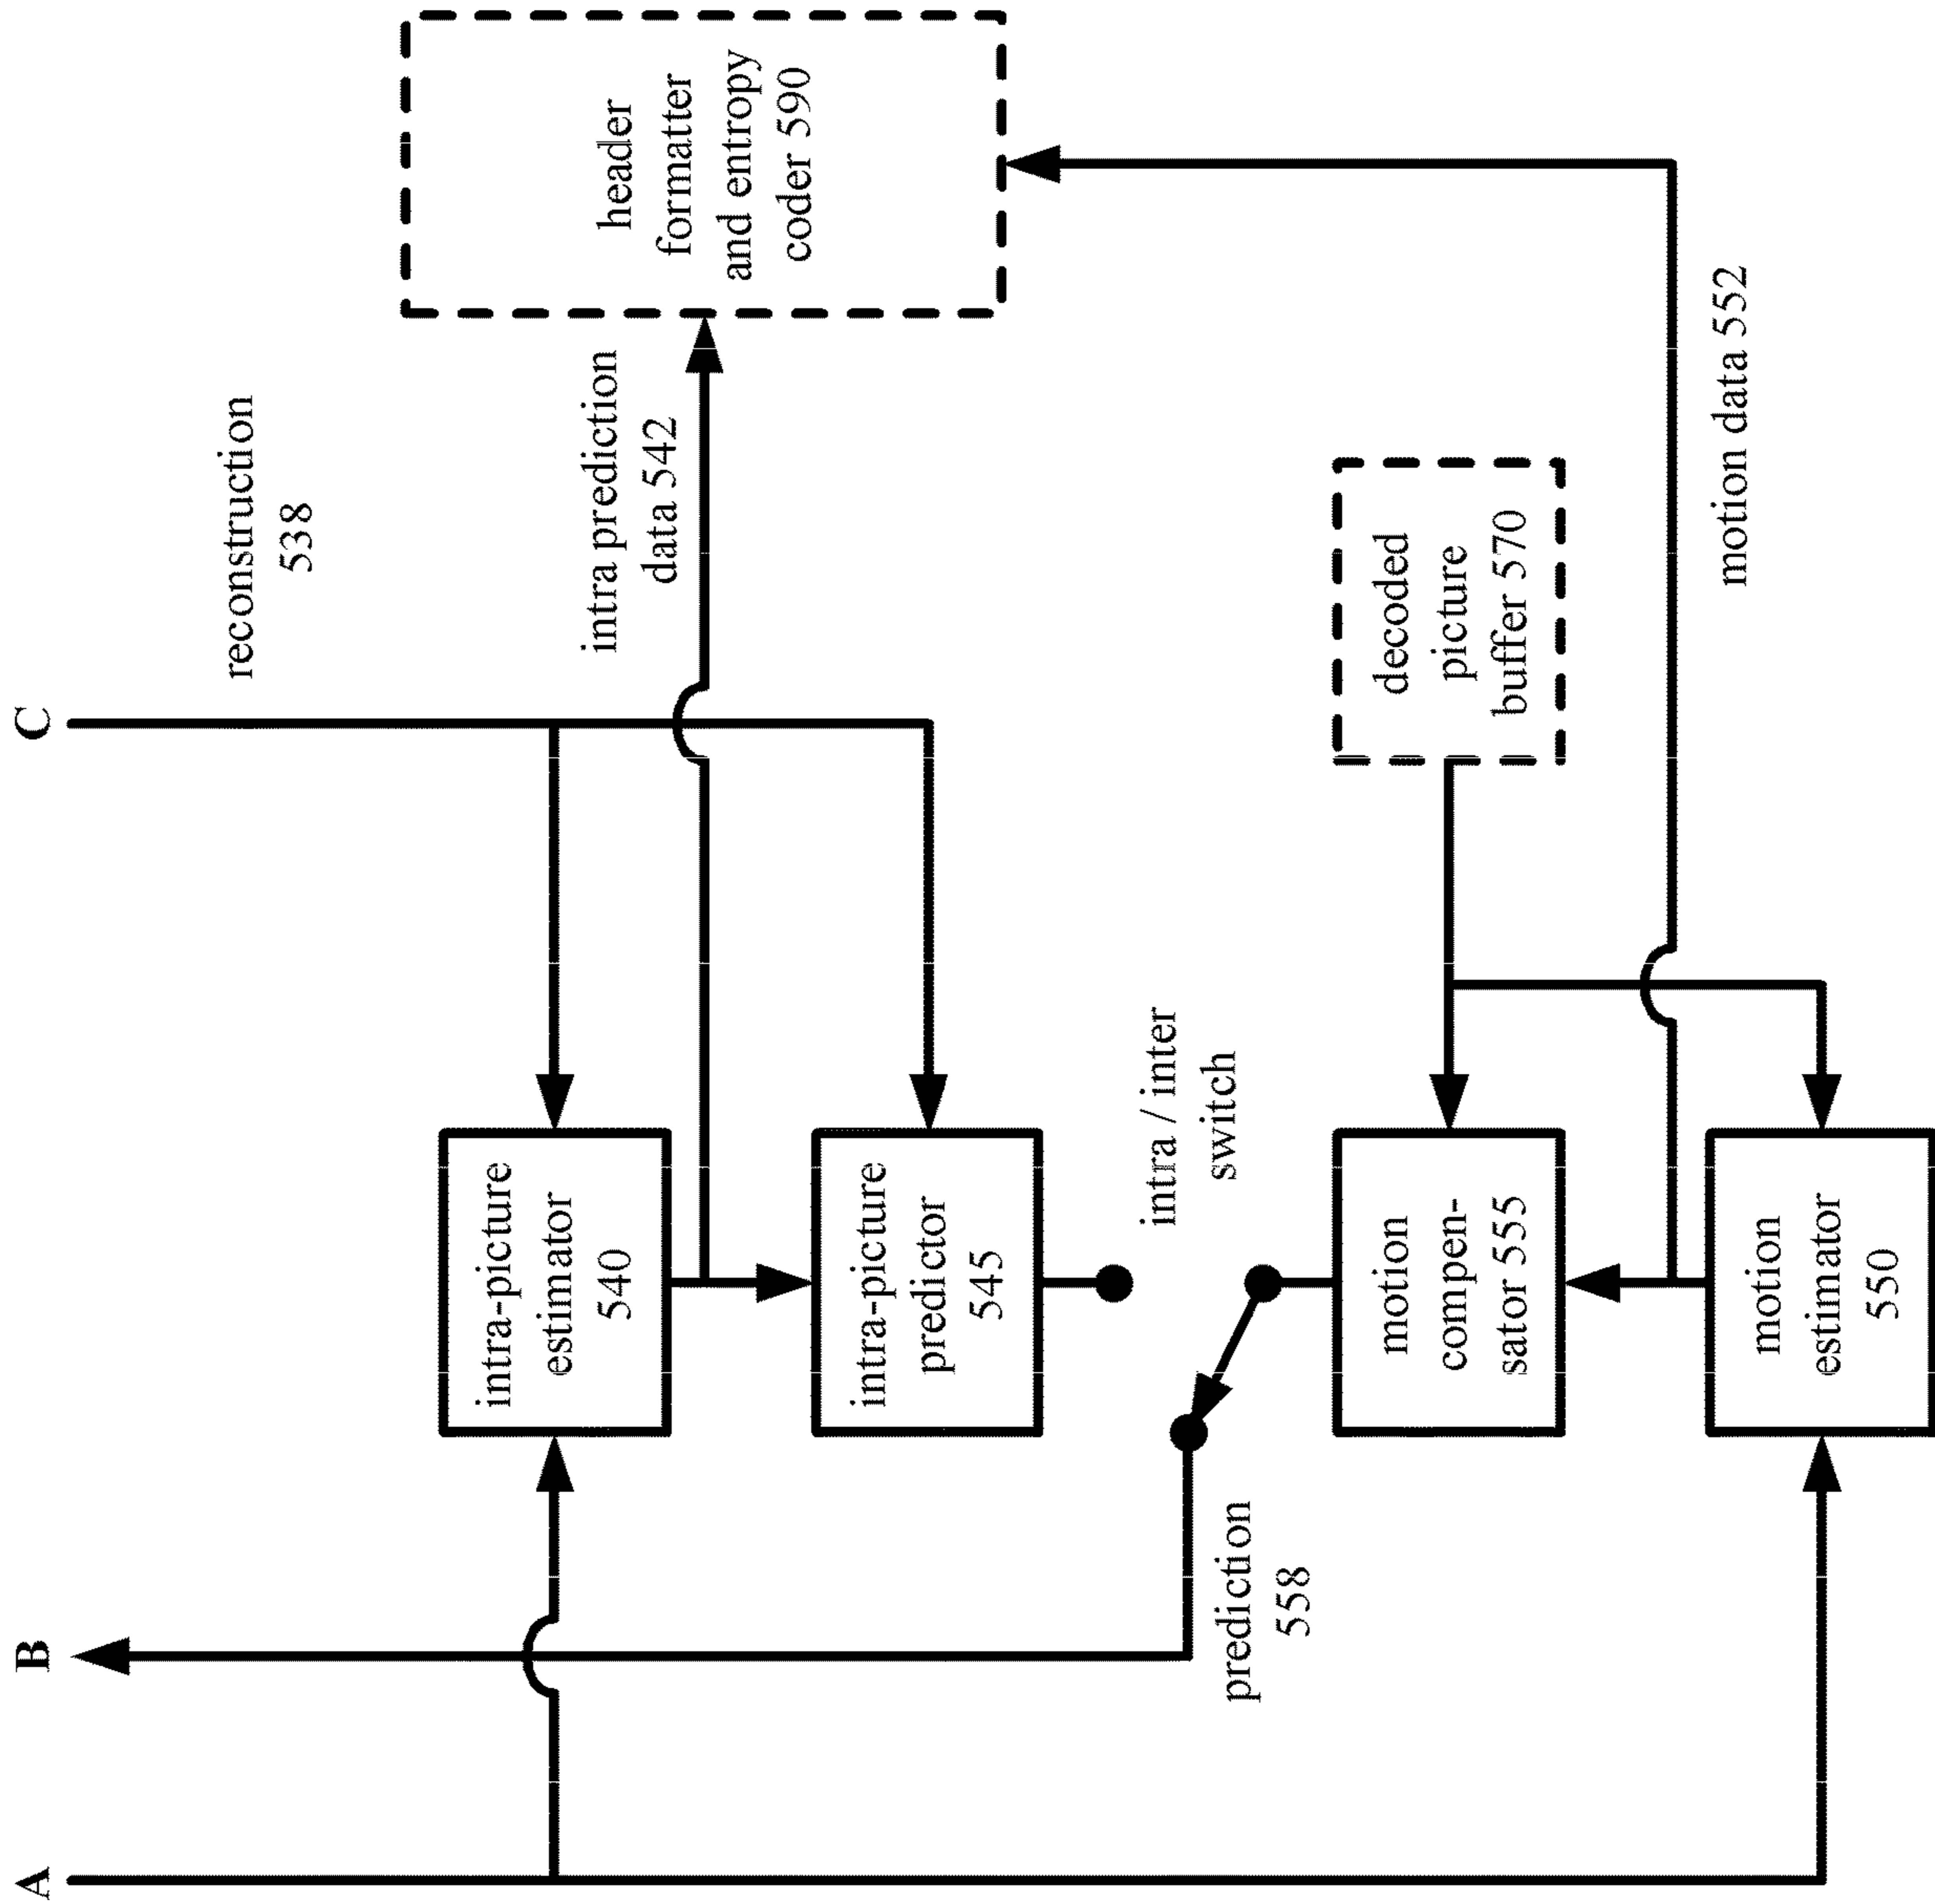 A
B
C
reconstruction
538
intra prediction
data 542
header
formatter
and entropy
coder 590
intra-picture
estimator
540
intra-picture
predictor
545
intra / inter
switch
prediction
558
motion
compen-
sator 555
decoded
picture
buffer 570
motion
estimator
550
motion data 552